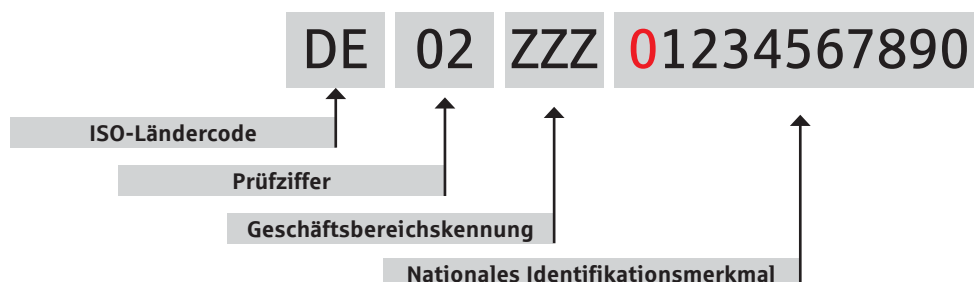 DE 02 ZZZ 01234567890
ISO-Ländercode
Prüfziffer
Geschäftsbereichskennung
Nationales Identifikationsmerkmal